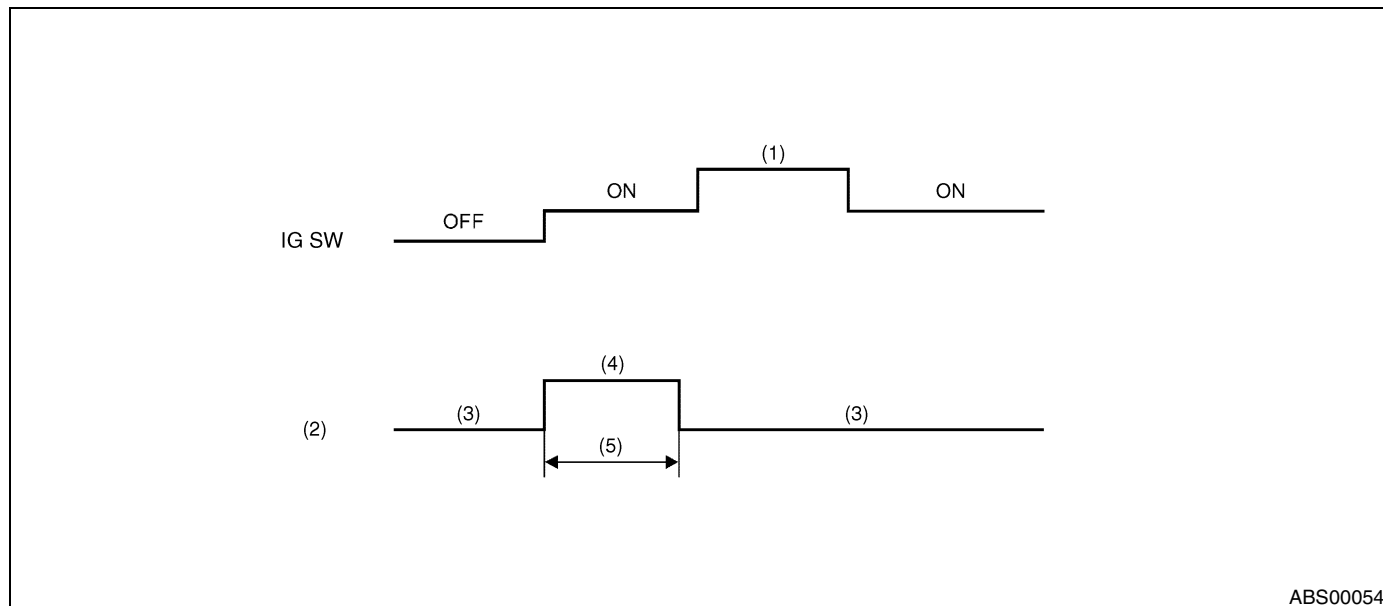 (1)
ON
ON
OFF
IG SW
(4)
(3)
(3)
(2)
(5)
ABS00054